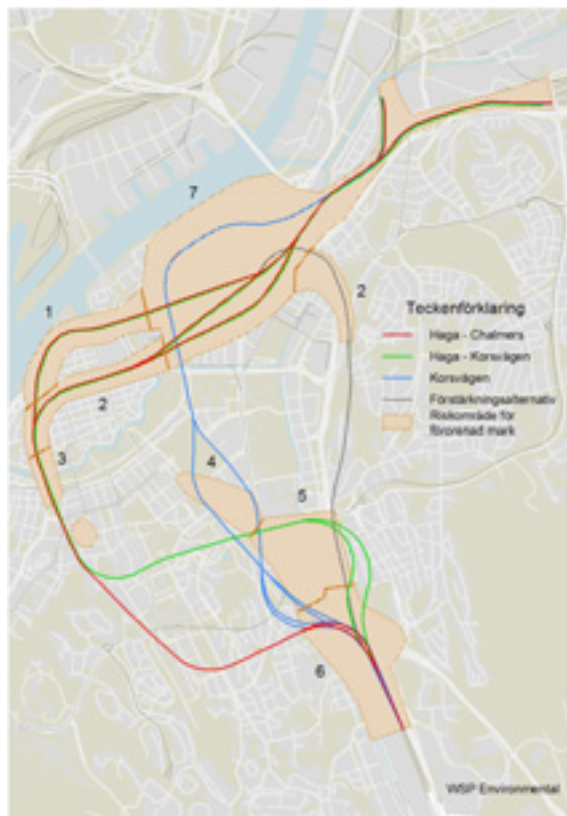 7
1
2
Teckenförklaring
Haga - Chalmers
Haga - Korsvägen
Korsvägen
Förstärkningsalternativ
Riskområde för
förorenad mark
2
3
4
5
6
WSP Environmental